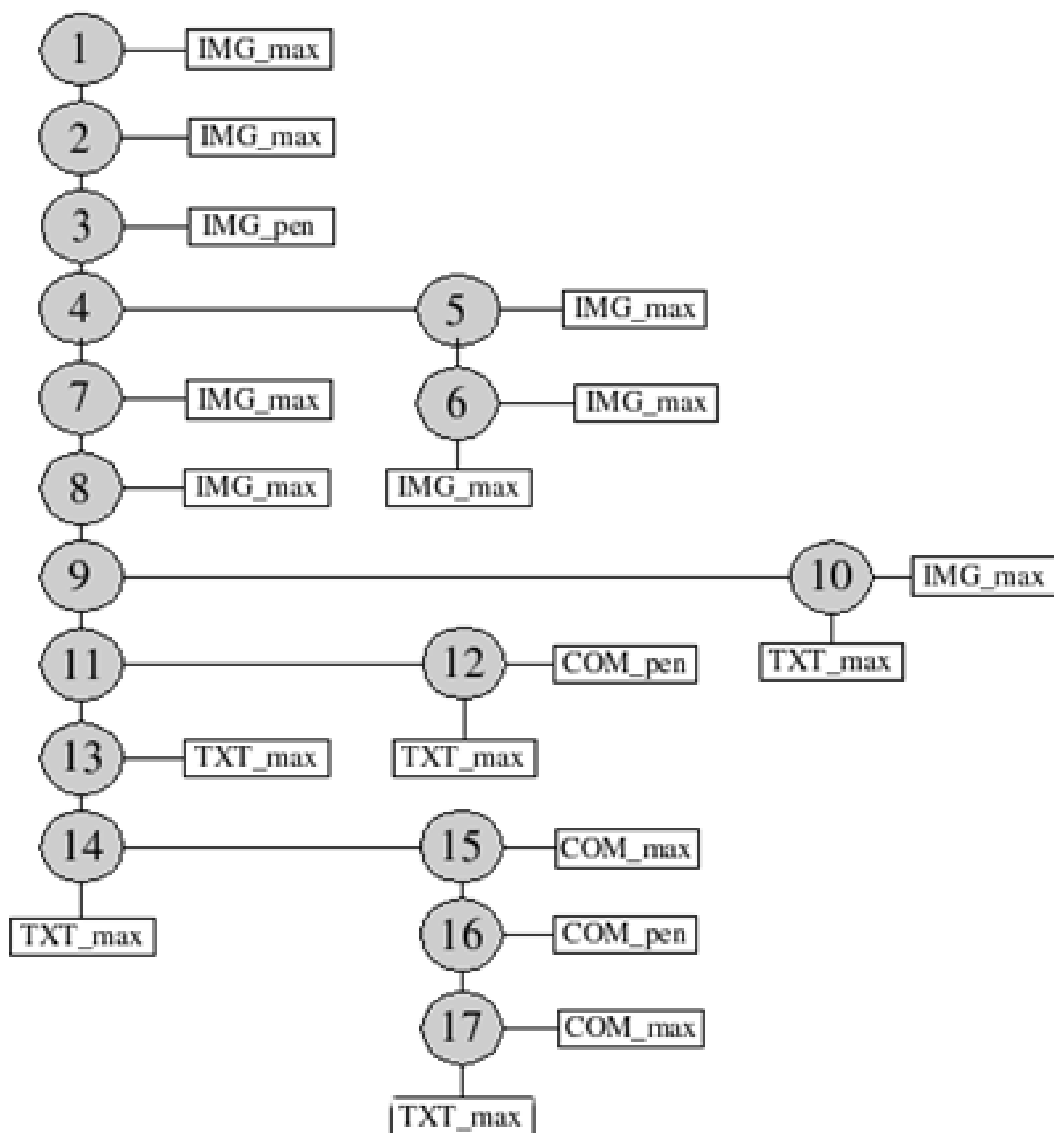 1 IMG_max
2 IMG_max
3 IMG_pen
4 5 IMG_max
7 IMG_max 6 IMG_max
8 IMG_max IMG_max
9 10 IMG_max
11 12 COM_pen TXT_max
13 TXT_max TXT_max
14 15 COM_max
TXT_max 16 COM_pen
17 COM_max
TXT_max